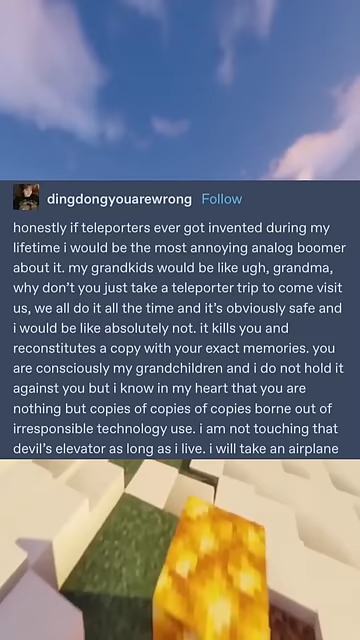 dingdongyouarewrong Follow
honestly if teleporters ever got invented during my
lifetime i would be the most annoying analog boomer
about it. my grandkids would be like ugh, grandma,
why don't you just take a teleporter trip to come visit
us, we all do it all the time and it's obviously safe and
i would be like absolutely not. it kills you and
reconstitutes a copy with your exact memories. you
are consciously my grandchildren and i do not hold it
against you but i know in my heart that you are
nothing but copies of copies of copies borne out of
irresponsible technology use. i am not touching that
devil's elevator as long as i live. i will take an airplane